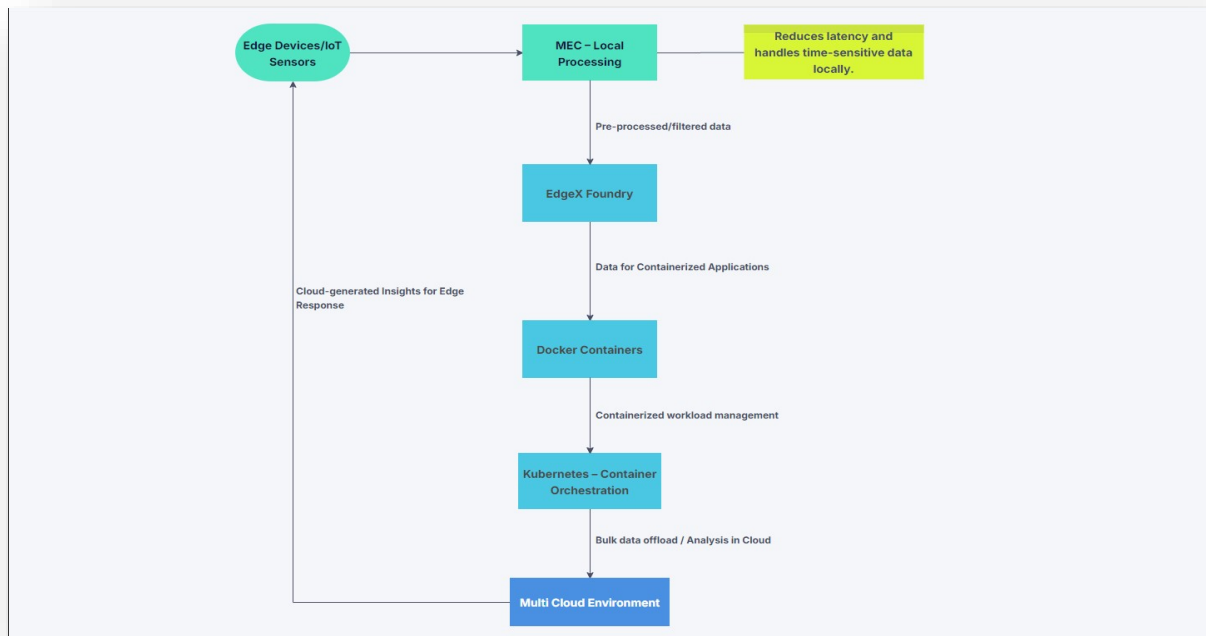 Edge Devices/IoT
Sensors
MEC – Local
Processing
Reduces latency and
handles time-sensitive data
locally.
Pre-processed/filtered data
EdgeX Foundry
Data for Containerized Applications
Cloud-generated Insights for Edge
Response
Docker Containers
Containerized workload management
Kubernetes – Container
Orchestration
Bulk data offload / Analysis in Cloud
Multi Cloud Environment